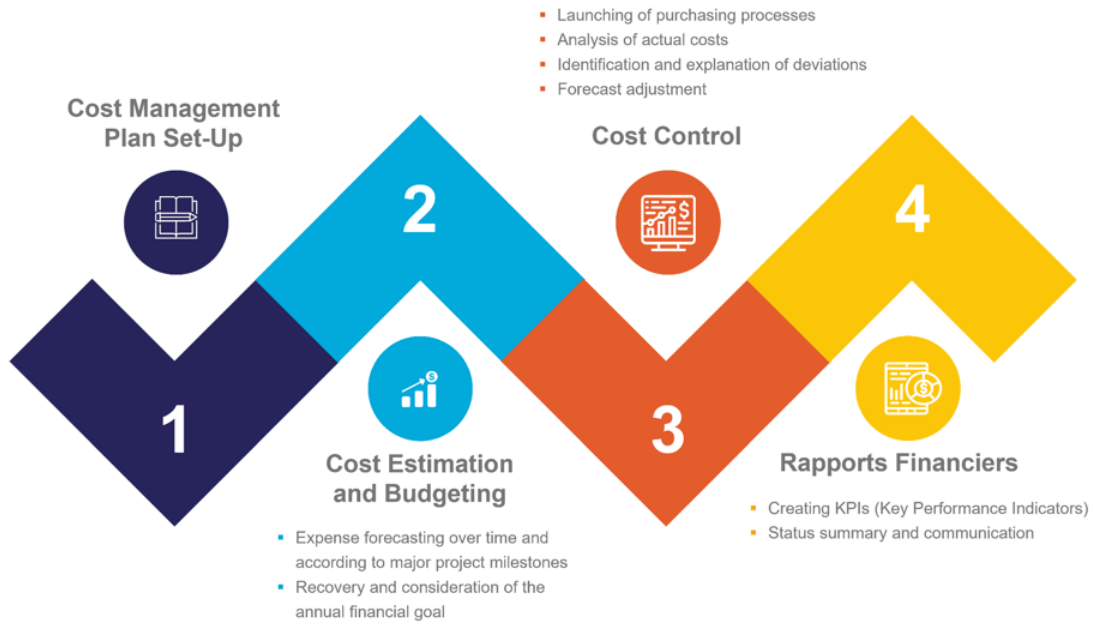 Cost Management
Plan Set-Up
1
2
Cost Estimation
and Budgeting
▪ Expense forecasting over time and
according to major project milestones
▪ Recovery and consideration of the
annual financial goal
▪ Launching of purchasing processes
▪ Analysis of actual costs
▪ Identification and explanation of deviations
▪ Forecast adjustment
Cost Control
$
3
4
$
Rapports Financiers
▪ Creating KPIs (Key Performance Indicators)
▪ Status summary and communication